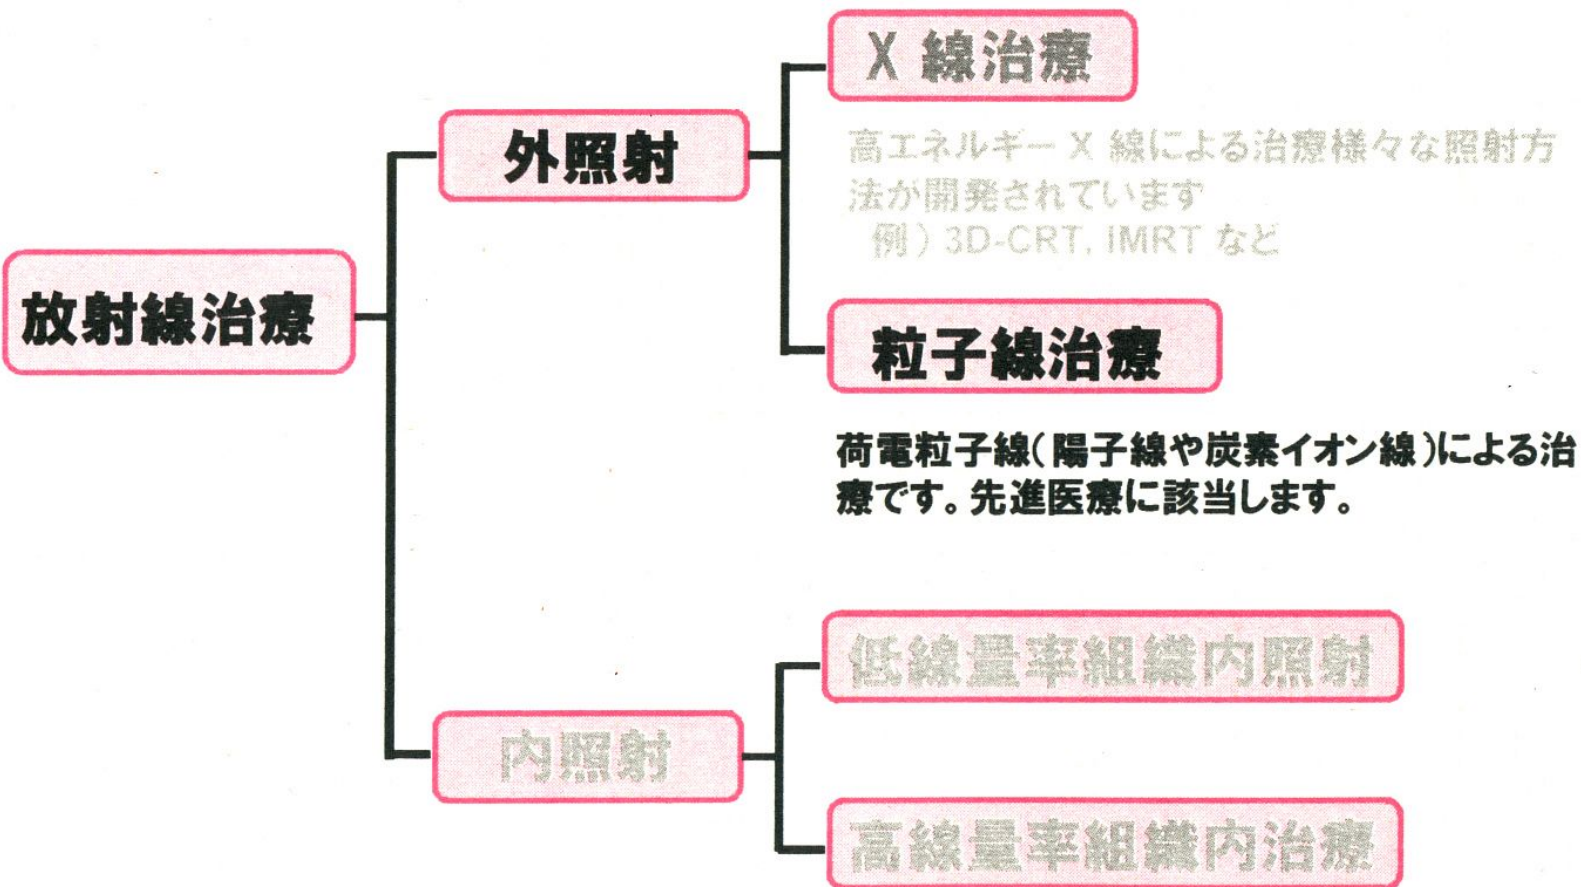 放射線治療
外照射
X 線治療
高エネルギー X 線による治療様々な照射方
法が開発されています
例）3D-CRT, IMRT など
粒子線治療
荷電粒子線（陽子線や炭素イオン線）による治
療です。先進医療に該当します。
内照射
低線量率組織内照射
高線量率組織内治療